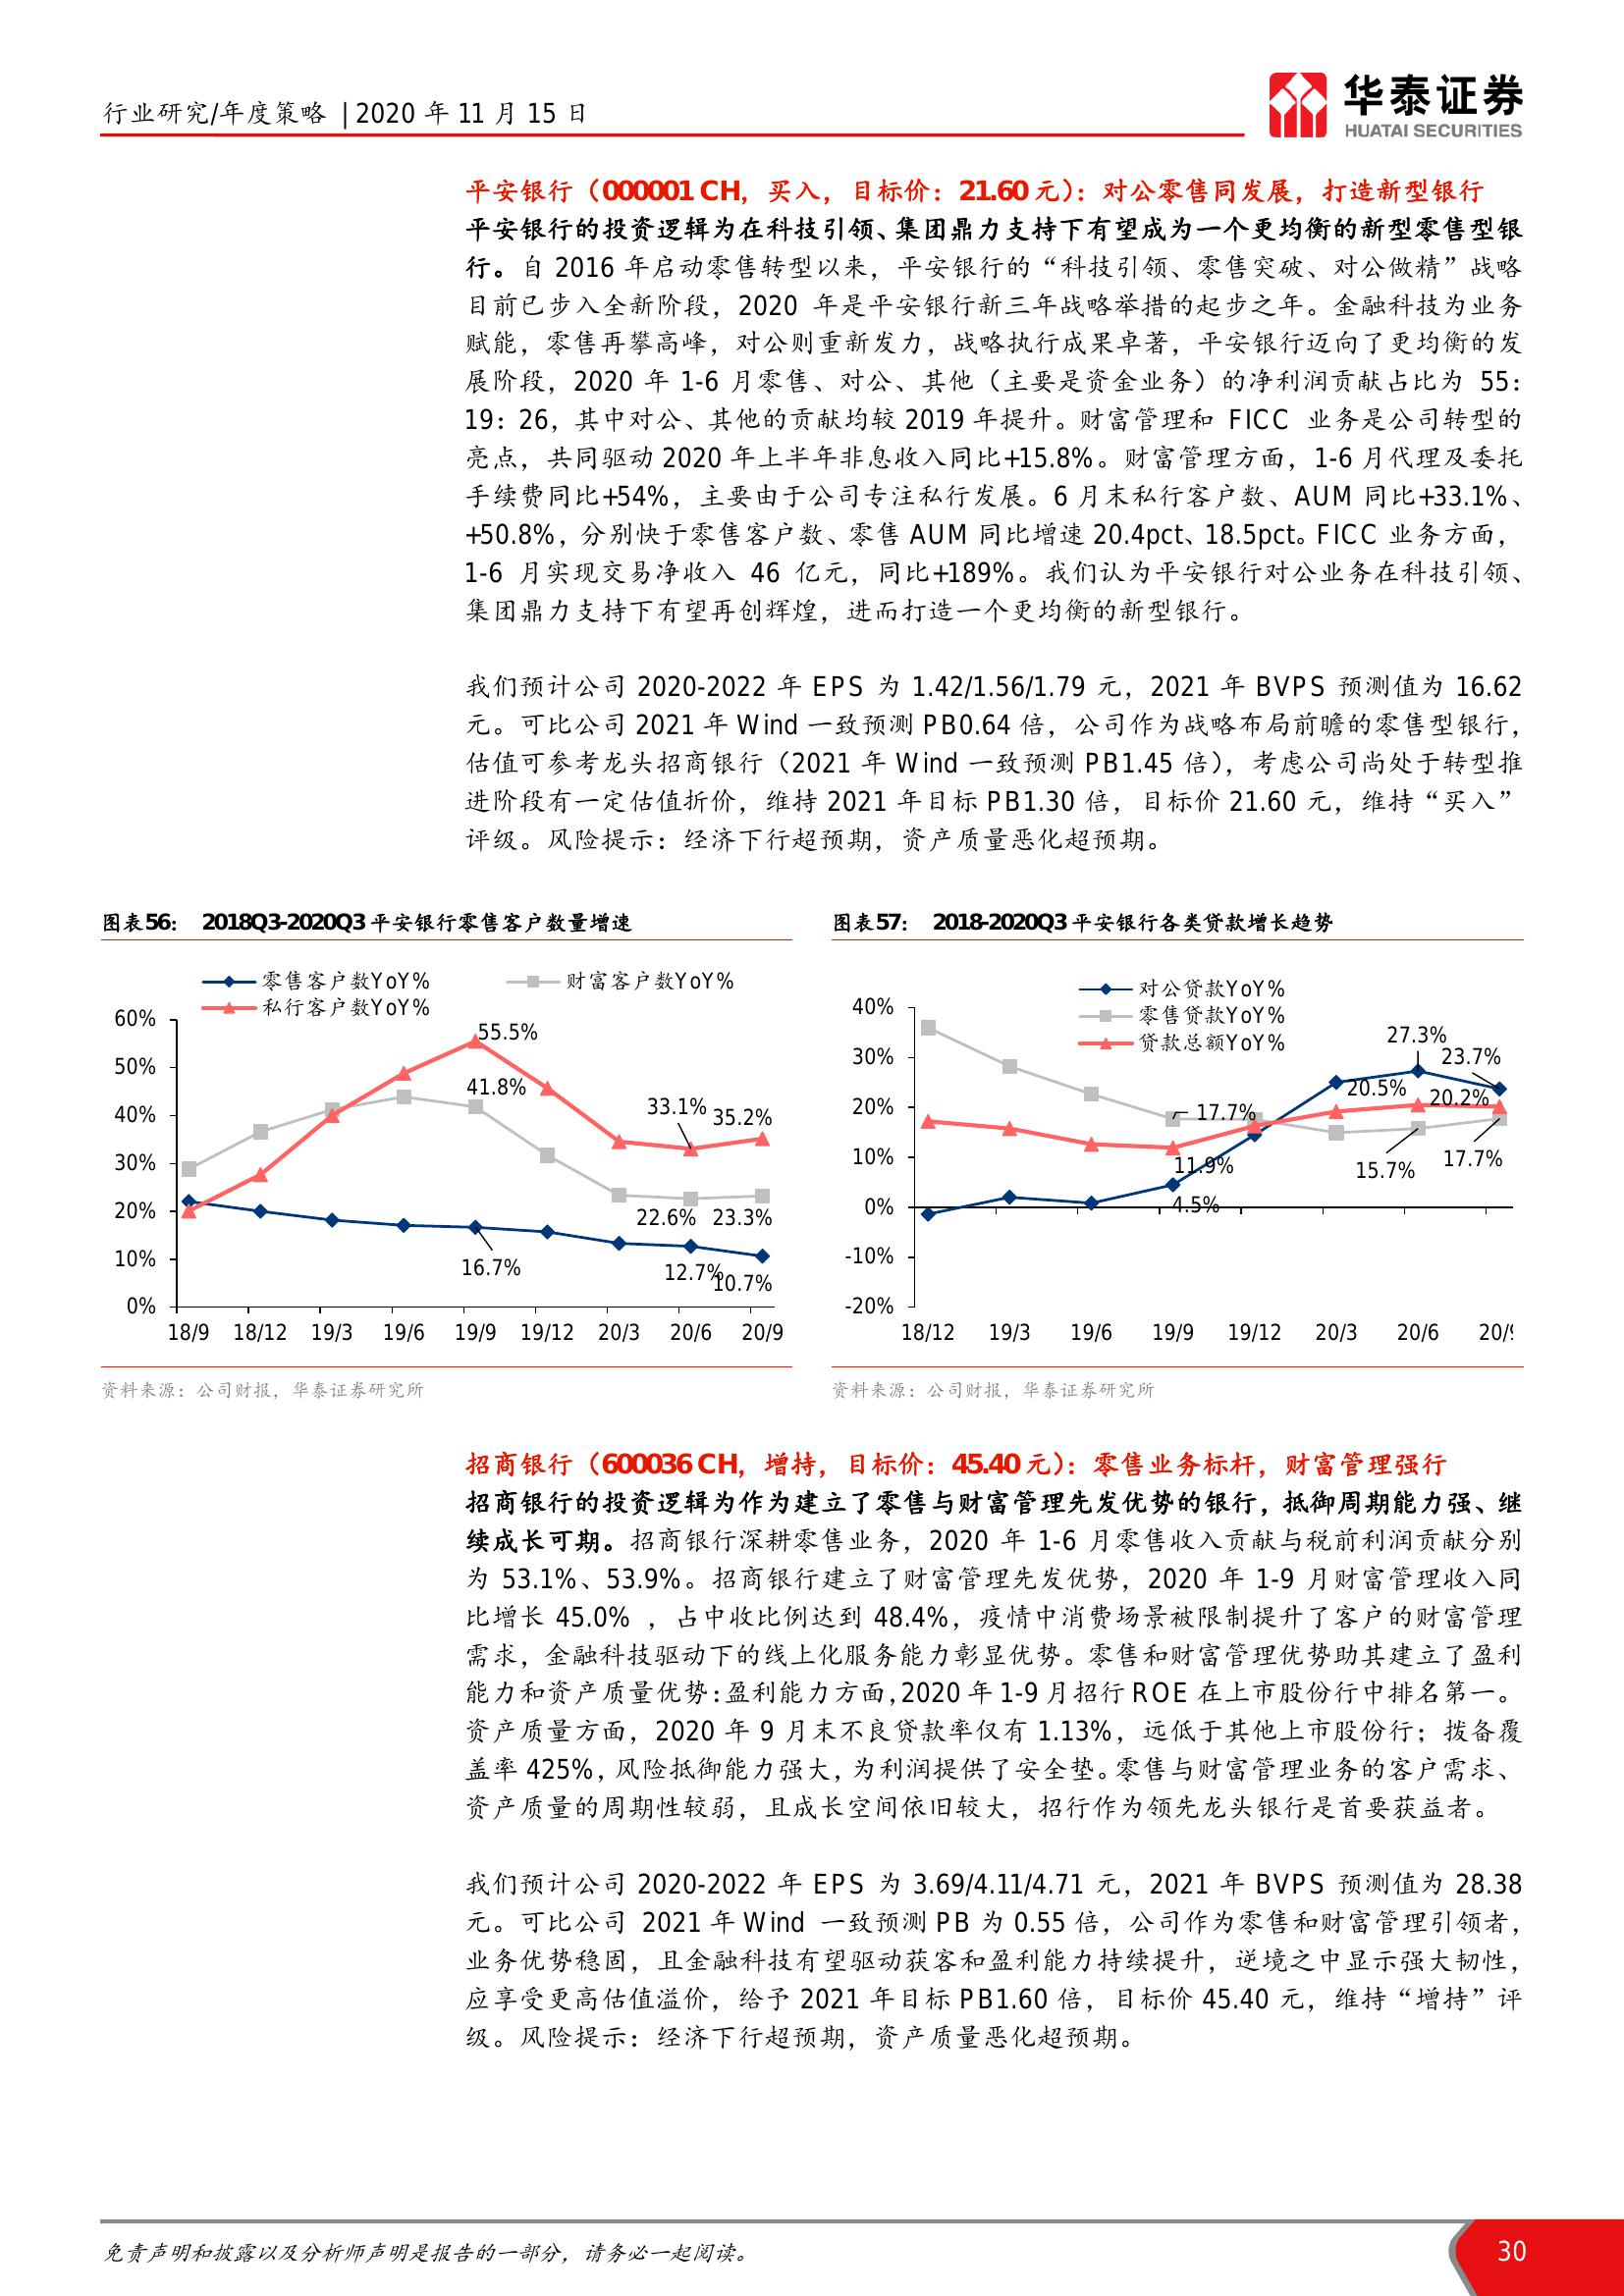 行业研究/年度策略 | 2020 年 11 月 15 日
华泰证券
HUATAI SECURITIES
平安银行（000001 CH，买入，目标价：21.60 元）：对公零售同发展，打造新型银行
平安银行的投资逻辑为在科技引领、集团鼎力支持下有望成为一个更均衡的新型零售型银
行。自 2016 年启动零售转型以来，平安银行的“科技引领、零售突破、对公做精”战略
目前已步入全新阶段，2020 年是平安银行新三年战略举措的起步之年。金融科技为业务
赋能，零售再攀高峰，对公则重新发力，战略执行成果卓著，平安银行迈向了更均衡的发
展阶段，2020 年 1-6 月零售、对公、其他（主要是资金业务）的净利润贡献占比为 55：
19：26，其中对公、其他的贡献均较 2019 年提升。财富管理和 FICC 业务是公司转型的
亮点，共同驱动 2020 年上半年非息收入同比+15.8%。财富管理方面，1-6 月代理及委托
手续费同比+54%，主要由于公司专注私行发展。6 月末私行客户数、AUM 同比+33.1%、
+50.8%，分别快于零售客户数、零售 AUM 同比增速 20.4pct、18.5pct。FICC 业务方面，
1-6 月实现交易净收入 46 亿元，同比+189%。我们认为平安银行对公业务在科技引领、
集团鼎力支持下有望再创辉煌，进而打造一个更均衡的新型银行。
我们预计公司 2020-2022 年 EPS 为 1.42/1.56/1.79 元，2021 年 BVPS 预测值为 16.62
元。可比公司 2021 年 Wind 一致预测 PB0.64 倍，公司作为战略布局前瞻的零售型银行，
估值可参考龙头招商银行（2021 年 Wind 一致预测 PB1.45 倍），考虑公司尚处于转型推
进阶段有一定估值折价，维持 2021 年目标 PB1.30 倍，目标价 21.60 元，维持“买入”
评级。风险提示：经济下行超预期，资产质量恶化超预期。
图表56： 2018Q3-2020Q3 平安银行零售客户数量增速
零售客户数YoY%
财富客户数YoY%
私行客户数YoY%
60%
50%
40%
30%
20%
10%
0%
55.5%
41.8%
33.1%
35.2%
22.6%
23.3%
16.7%
12.7%
10.7%
18/9 18/12 19/3 19/6 19/9 19/12 20/3 20/6 20/9
资料来源：公司财报，华泰证券研究所
图表57： 2018-2020Q3 平安银行各类贷款增长趋势
对公贷款YoY%
零售贷款YoY%
贷款总额YoY%
40%
30%
20%
10%
0%
-10%
-20%
27.3%
23.7%
20.5%
20.2%
17.7%
11.9%
15.7%
17.7%
4.5%
18/12 19/3 19/6 19/9 19/12 20/3 20/6 20/9
资料来源：公司财报，华泰证券研究所
招商银行（600036 CH，增持，目标价：45.40 元）：零售业务标杆，财富管理强行
招商银行的投资逻辑为作为建立了零售与财富管理先发优势的银行，抵御周期能力强、继
续成长可期。招商银行深耕零售业务，2020 年 1-6 月零售收入贡献与税前利润贡献分别
为 53.1%、53.9%。招商银行建立了财富管理先发优势，2020 年 1-9 月财富管理收入同
比增长 45.0% ，占中收比例达到 48.4%，疫情中消费场景被限制提升了客户的财富管理
需求，金融科技驱动下的线上化服务能力彰显优势。零售和财富管理优势助其建立了盈利
能力和资产质量优势：盈利能力方面，2020 年 1-9 月招行 ROE 在上市股份行中排名第一。
资产质量方面，2020 年 9 月末不良贷款率仅有 1.13%，远低于其他上市股份行；拨备覆
盖率 425%，风险抵御能力强大，为利润提供了安全垫。零售与财富管理业务的客户需求、
资产质量的周期性较弱，且成长空间依旧较大，招行作为领先龙头银行是首要获益者。
我们预计公司 2020-2022 年 EPS 为 3.69/4.11/4.71 元，2021 年 BVPS 预测值为 28.38
元。可比公司 2021 年 Wind 一致预测 PB 为 0.55 倍，公司作为零售和财富管理引领者，
业务优势稳固，且金融科技有望驱动获客和盈利能力持续提升，逆境之中显示强大韧性，
应享受更高估值溢价，给予 2021 年目标 PB1.60 倍，目标价 45.40 元，维持“增持”评
级。风险提示：经济下行超预期，资产质量恶化超预期。
免责声明和披露以及分析师声明是报告的一部分，请务必一起阅读。
30